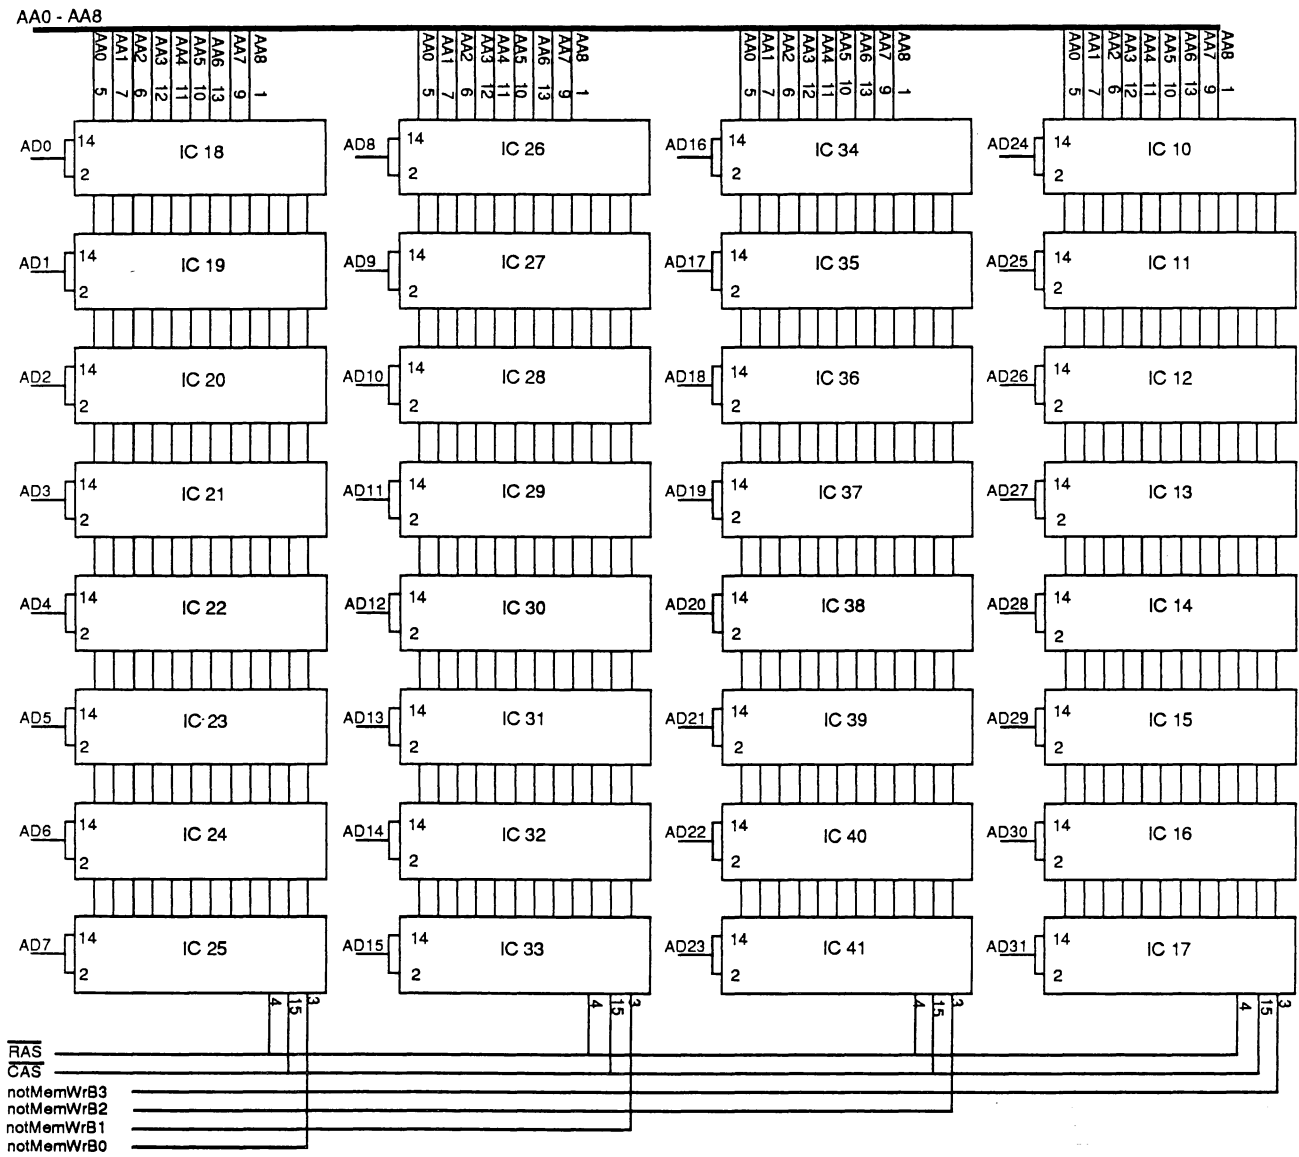 AA0 - AA8
AA0 AA1 AA2 AA3 AA4 AA5 AA6 AA7 AA8
5 7 6 12 11 10 13 9 1
AA0 AA1 AA2 AA3 AA4 AA5 AA6 AA7 AA8
5 7 6 12 11 10 13 9 1
AA0 AA1 AA2 AA3 AA4 AA5 AA6 AA7 AA8
5 7 6 12 11 10 13 9 1
AA0 AA1 AA2 AA3 AA4 AA5 AA6 AA7 AA8
5 7 6 12 11 10 13 9 1
AD0 14 IC 18 AD8 14 IC 26 AD16 14 IC 34 AD24 14 IC 10
2 2 2 2
AD1 14 IC 19 AD9 14 IC 27 AD17 14 IC 35 AD25 14 IC 11
2 2 2 2
AD2 14 IC 20 AD10 14 IC 28 AD18 14 IC 36 AD26 14 IC 12
2 2 2 2
AD3 14 IC 21 AD11 14 IC 29 AD19 14 IC 37 AD27 14 IC 13
2 2 2 2
AD4 14 IC 22 AD12 14 IC 30 AD20 14 IC 38 AD28 14 IC 14
2 2 2 2
AD5 14 IC 23 AD13 14 IC 31 AD21 14 IC 39 AD29 14 IC 15
2 2 2 2
AD6 14 IC 24 AD14 14 IC 32 AD22 14 IC 40 AD30 14 IC 16
2 2 2 2
AD7 14 IC 25 AD15 14 IC 33 AD23 14 IC 41 AD31 14 IC 17
2 2 2 2
4 15 3 4 15 3 4 15 3 4 15 3
RAS
CAS
notMemWrB3
notMemWrB2
notMemWrB1
notMemWrB0